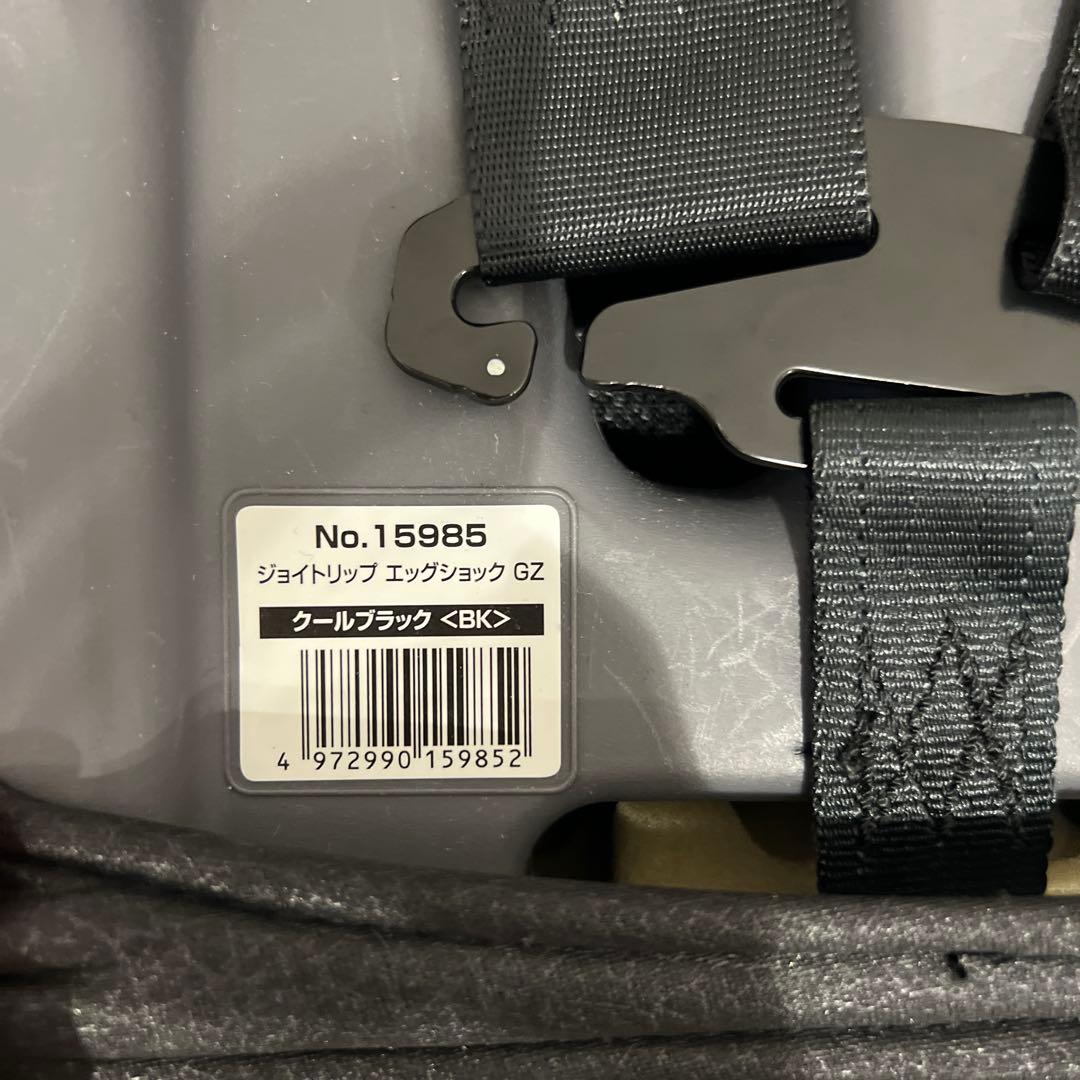 No.15985
ジョイトリップ エッグショック GZ
クールブラック <BK>
4 972990 159852